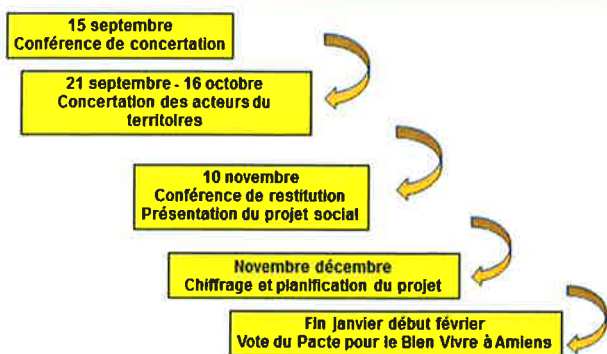 15 septembre
Conférence de concertation
21 septembre - 16 octobre
Concertation des acteurs du
territoires
10 novembre
Conférence de restitution
Présentation du projet social
Novembre décembre
Chiffrage et planification du projet
Fin janvier début février
Vote du Pacte pour le Bien Vivre à Amiens